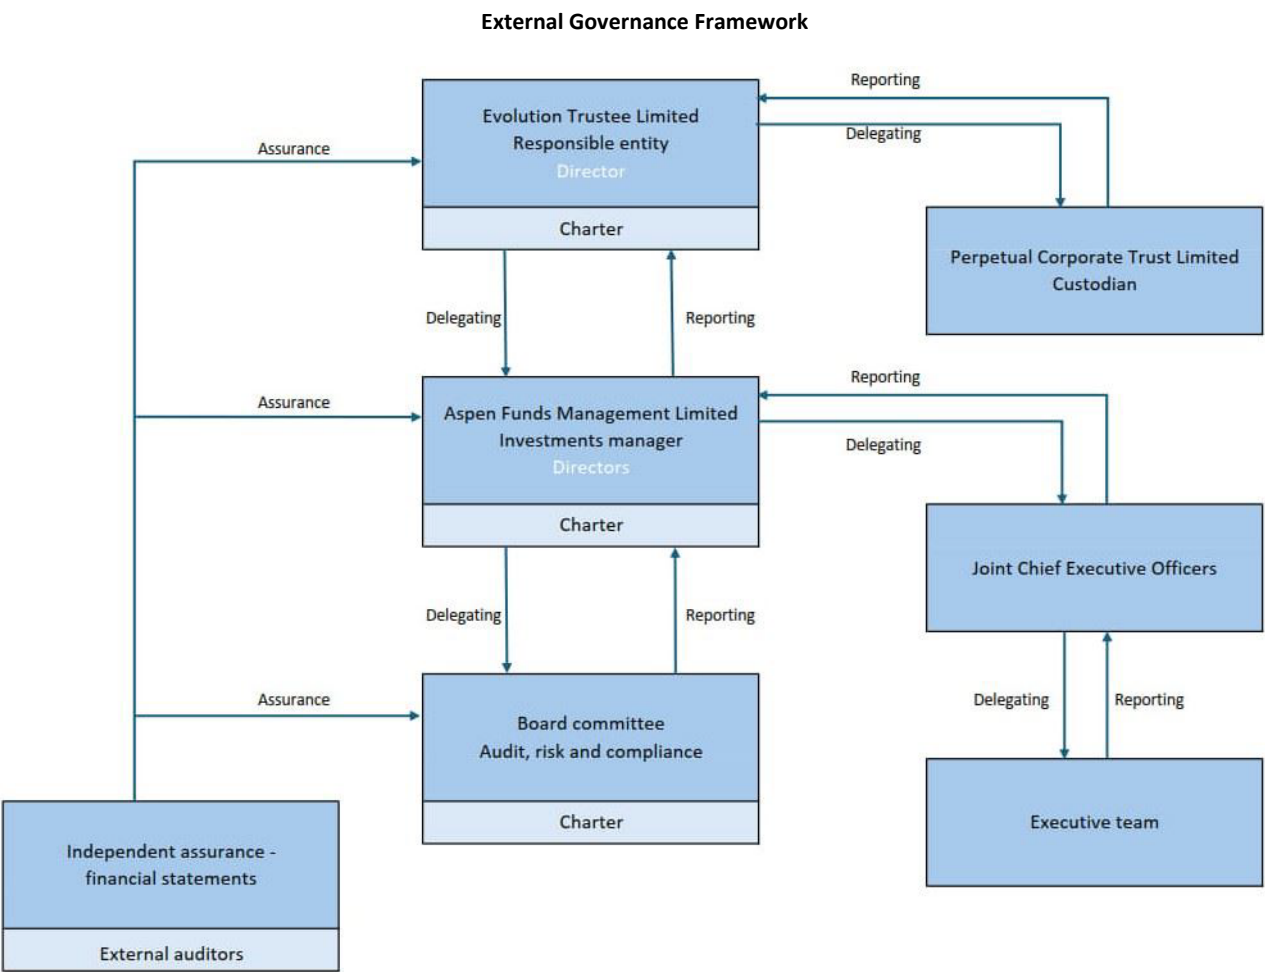 External Governance Framework
Reporting
Evolution Trustee Limited
Responsible entity
Director
Delegating
Assurance
Charter
Perpetual Corporate Trust Limited
Custodian
Delegating
Reporting
Reporting
Assurance
Aspen Funds Management Limited
Investments manager
Directors
Delegating
Charter
Joint Chief Executive Officers
Delegating
Reporting
Assurance
Delegating
Reporting
Board committee
Audit, risk and compliance
Charter
Executive team
Independent assurance -
financial statements
External auditors